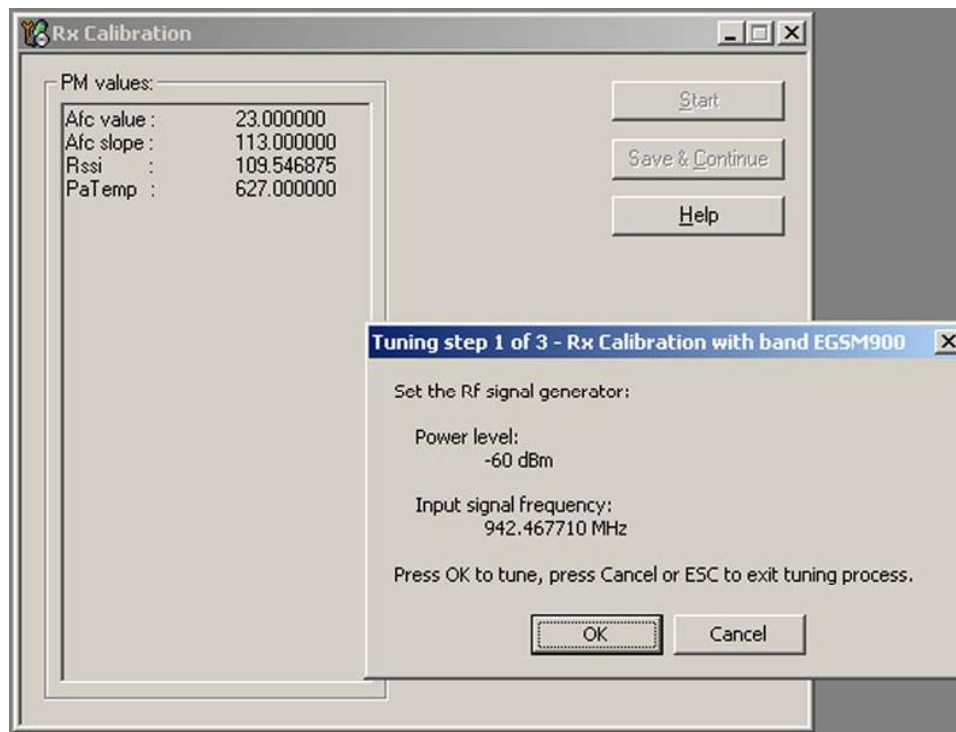 Rx Calibration
PM values:
Afc value : 23.000000
Afc slope : 113.000000
Rssi : 109.546875
PaTemp : 627.000000
Start
Save & Continue
Help
Tuning step 1 of 3 - Rx Calibration with band EGSM900
Set the Rf signal generator:
Power level:
-60 dBm
Input signal frequency:
942.467710 MHz
Press OK to tune, press Cancel or ESC to exit tuning process.
OK
Cancel